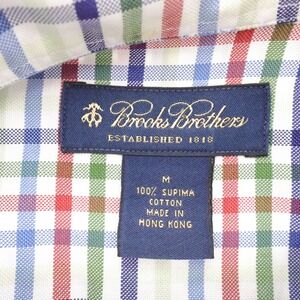 Brooks Brothers
ESTABLISHED 1818
M
100% SUPIMA
COTTON
MADE IN
HONG KONG